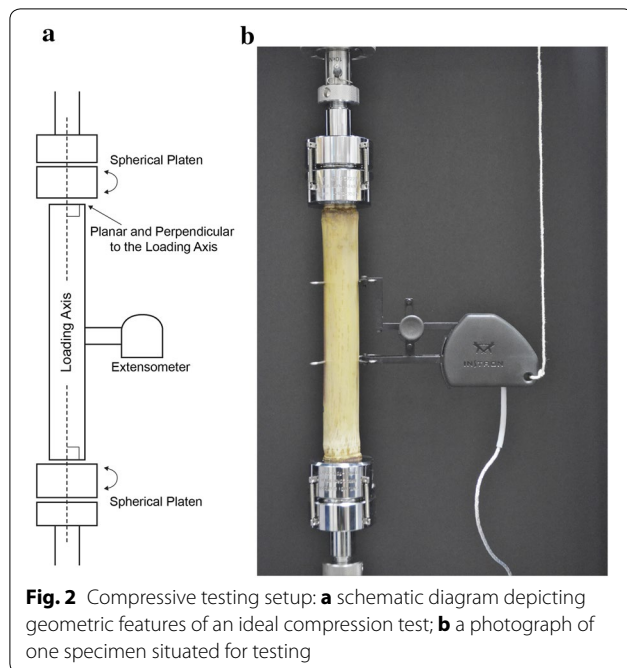 a
b
Spherical Platen
Planar and Perpendicular
to the Loading Axis
Loading Axis
Extensometer
Spherical Platen
INSTRON
Fig. 2 Compressive testing setup: a schematic diagram depicting
geometric features of an ideal compression test; b a photograph of
one specimen situated for testing